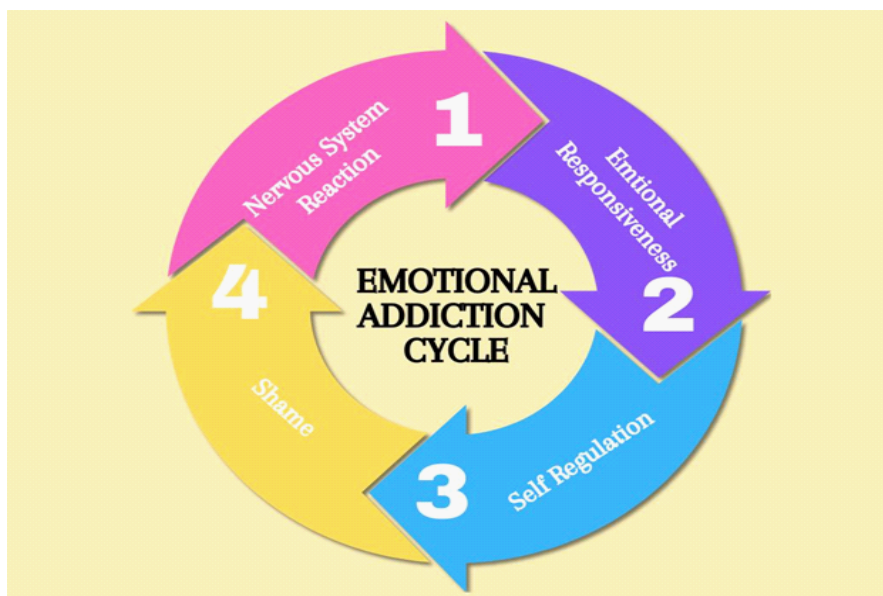 1
Nervous System
Reaction
2
Emtional
Responsiveness
3
Self Regulation
4
Shame
EMOTIONAL
ADDICTION
CYCLE